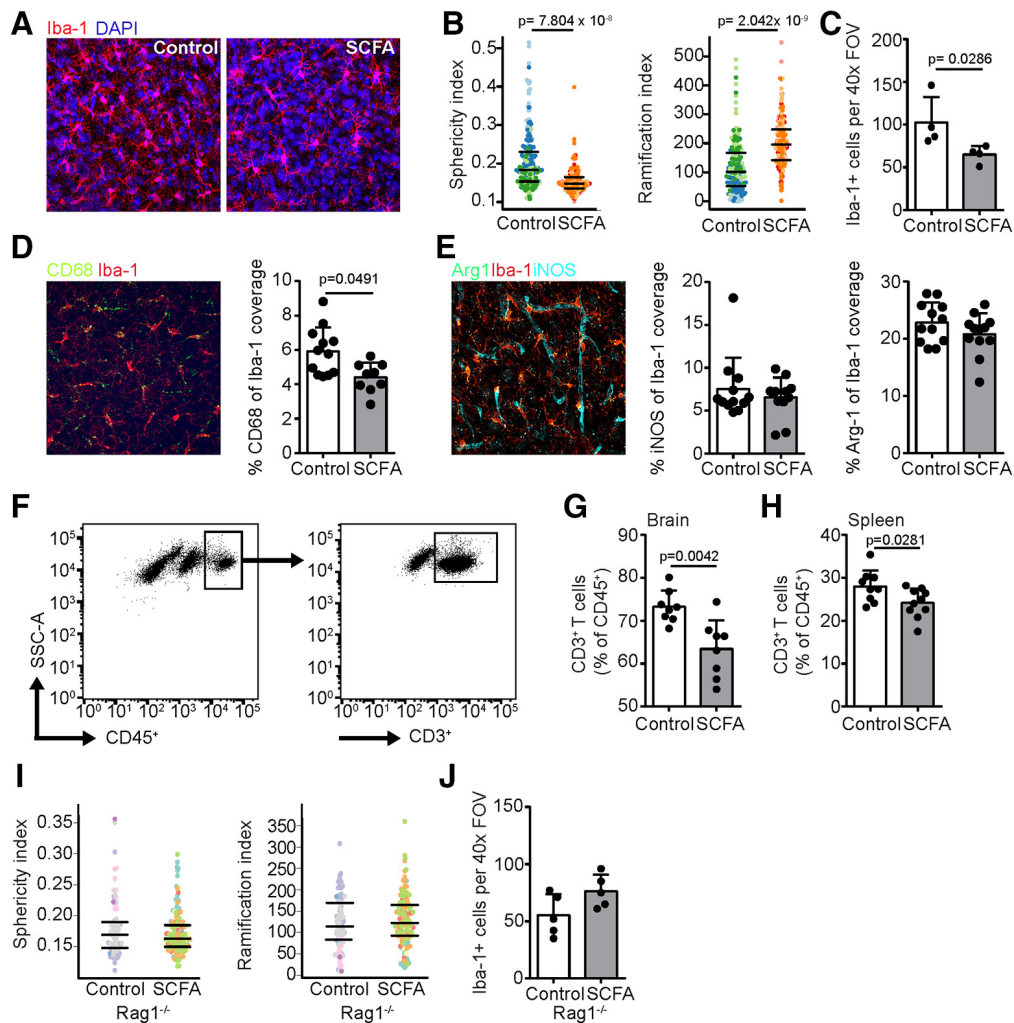 A
Iba-1 DAPI
Control
SCFA
B
p= 7.804 x 10⁻⁸
Sphericity index
0.5
0.4
0.3
0.2
0.1
Control SCFA
p= 2.042x 10⁻⁹
Ramification index
500
400
300
200
100
0
Control SCFA
C
p= 0.0286
Iba-1+ cells per 40x FOV
200
150
100
50
0
Control SCFA
D
CD68 Iba-1
p=0.0491
% CD68 of Iba-1 coverage
10
8
6
4
2
0
Control SCFA
E
Arg1Iba-1iNOS
% iNOS of Iba-1 coverage
20
15
10
5
0
Control SCFA
% Arg-1 of Iba-1 coverage
30
20
10
0
Control SCFA
F
SSC-A
10⁵
10⁴
10³
10²
10¹
10⁰
10⁰ 10¹ 10² 10³ 10⁴ 10⁵
CD45⁺
10⁵
10⁴
10³
10²
10¹
10⁰
10⁰ 10¹ 10² 10³ 10⁴ 10⁵
CD3⁺
G
Brain
p=0.0042
CD3⁺ T cells
(% of CD45⁺)
90
80
70
60
50
Control SCFA
H
Spleen
p=0.0281
CD3⁺ T cells
(% of CD45⁺)
40
30
20
10
0
Control SCFA
I
Sphericity index
0.35
0.30
0.25
0.20
0.15
Control SCFA
Rag1⁻/⁻
Ramification index
350
300
250
200
150
100
50
0
Control SCFA
Rag1⁻/⁻
J
Iba-1+ cells per 40x FOV
150
100
50
0
Control SCFA
Rag1⁻/⁻